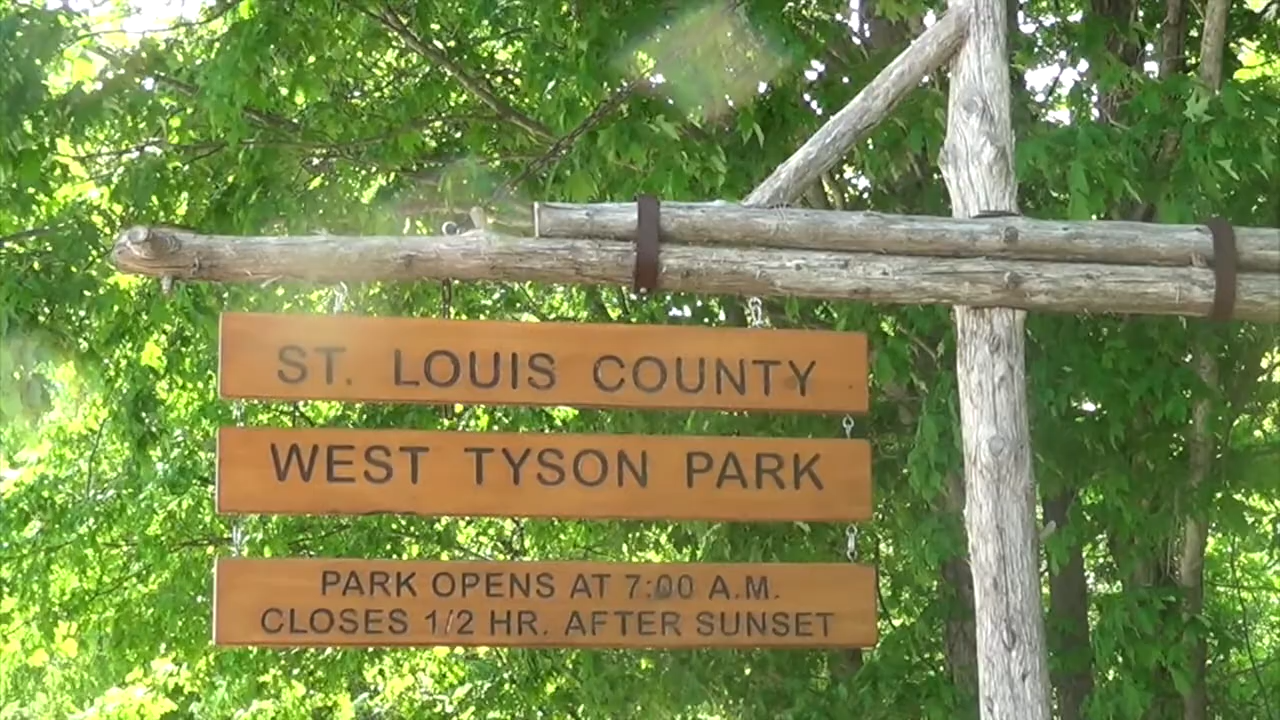 ST. LOUIS COUNTY
WEST TYSON PARK
PARK OPENS AT 7:00 A.M.
CLOSES 1/2 HR. AFTER SUNSET